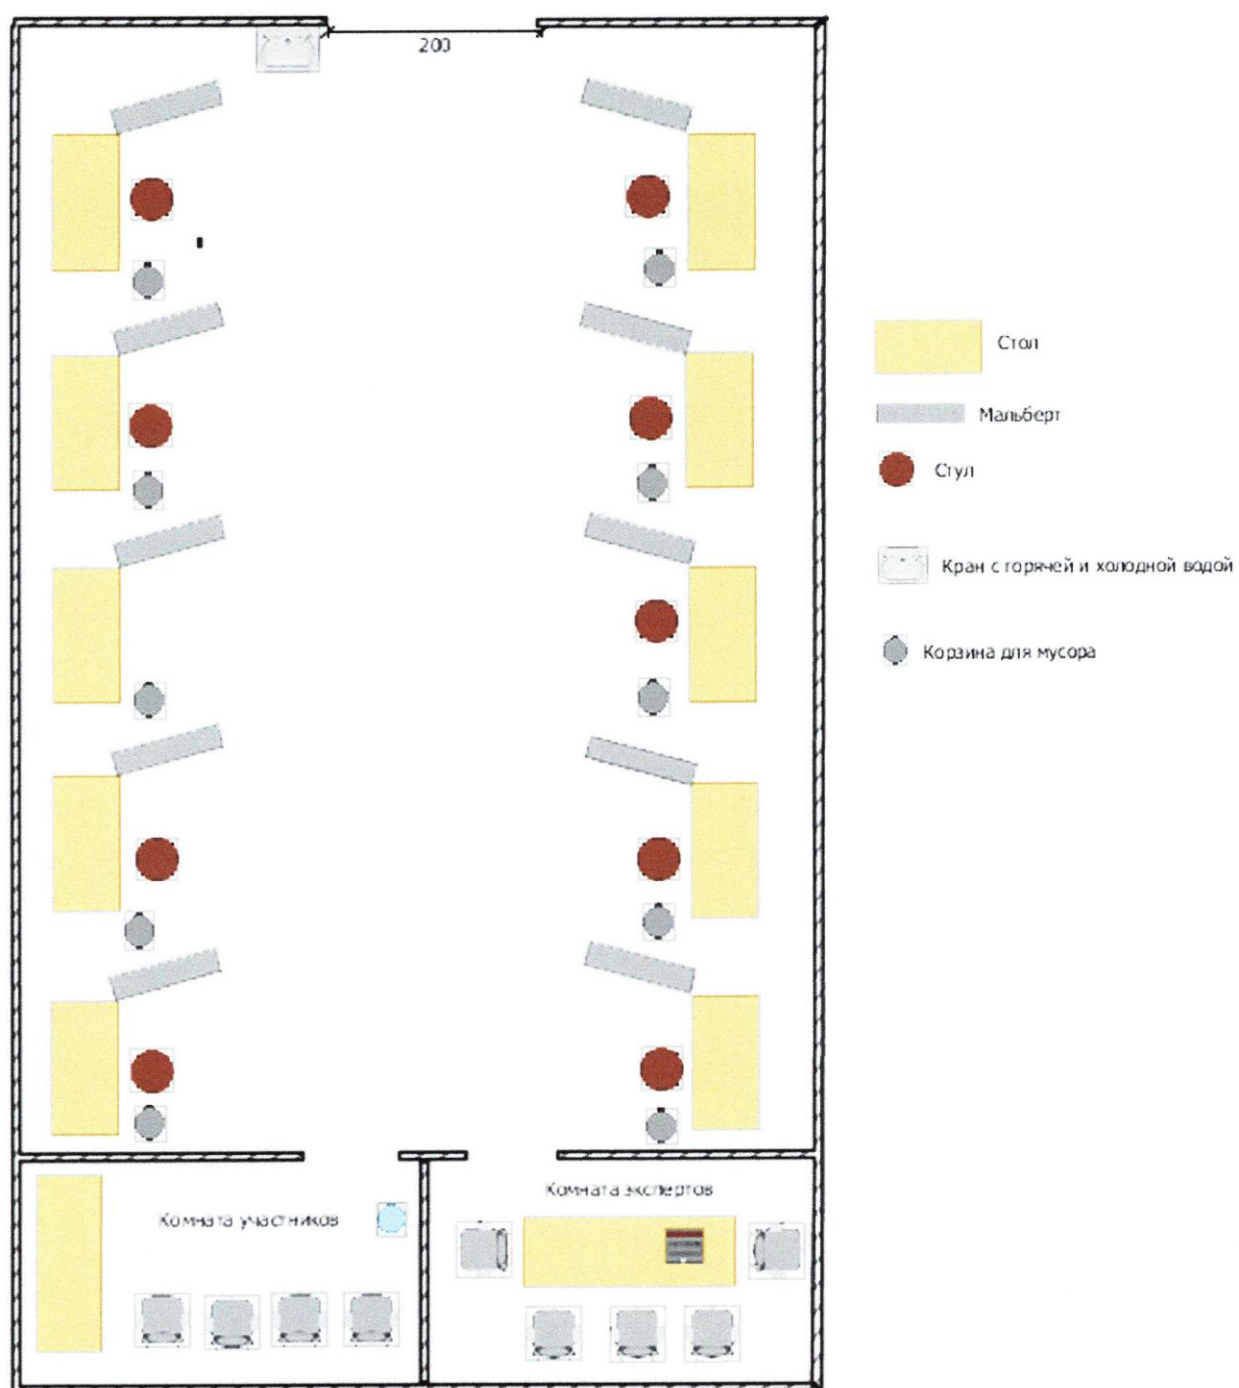 200
Стол
Мальберт
Стул
Кран с горячей и холодной водой
Корзина для мусора
Комната экспертов
Комната участников